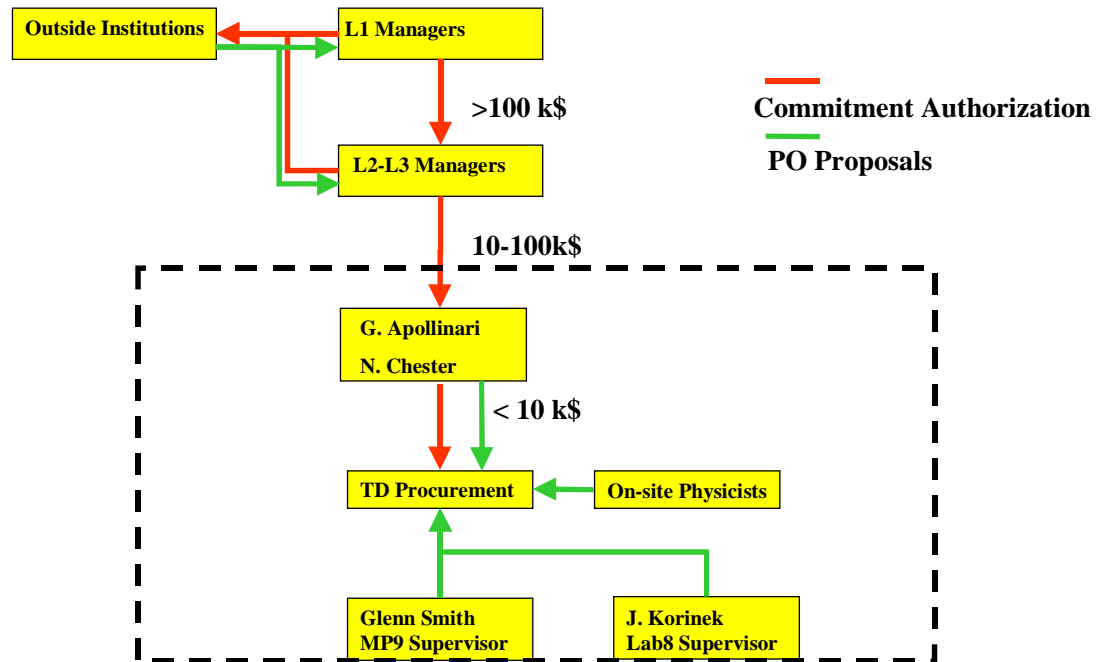 Outside Institutions
L1 Managers
>100 k$
Commitment Authorization
PO Proposals
L2-L3 Managers
10-100k$
G. Apollinari
N. Chester
< 10 k$
TD Procurement
On-site Physicists
Glenn Smith
MP9 Supervisor
J. Korinek
Lab8 Supervisor